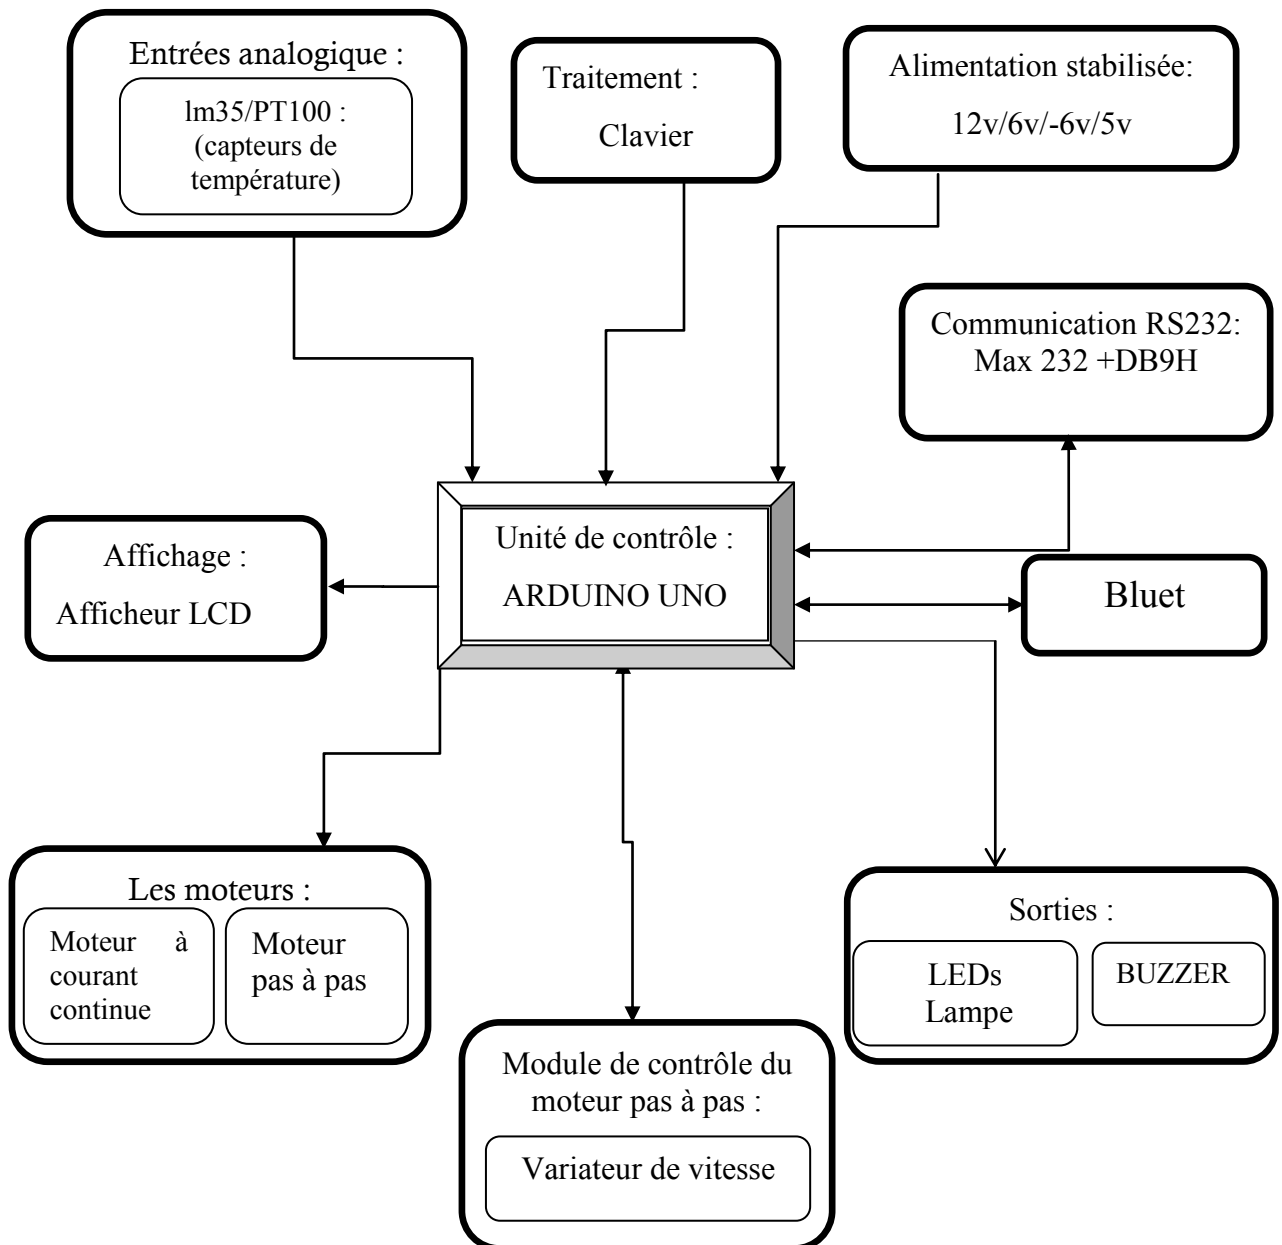 Entrées analogique :
lm35/PT100 :
(capteurs de
température)
Traitement :
Clavier
Alimentation stabilisée:
12v/6v/-6v/5v
Communication RS232:
Max 232 +DB9H
Affichage :
Afficheur LCD
Unité de contrôle :
ARDUINO UNO
Bluet
Les moteurs :
Moteur à
courant
continue
Moteur
pas à pas
Module de contrôle du
moteur pas à pas :
Variateur de vitesse
Sorties :
LEDs
Lampe
BUZZER